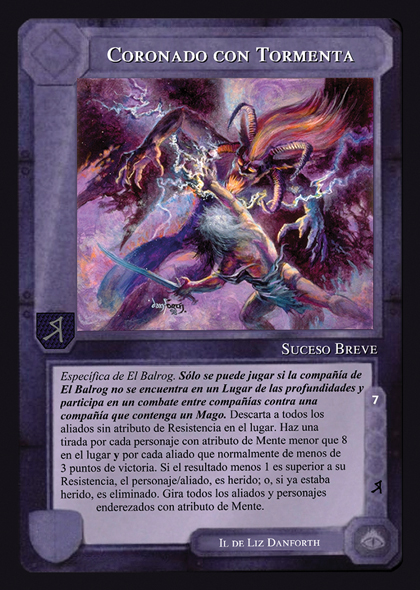 CORONADO CON TORMENTA
SUCESO BREVE
Específica de El Balrog. Sólo se puede jugar si la compañía de
El Balrog no se encuentra en un Lugar de las profundidades y
participa en un combate entre compañías contra una
compañía que contenga un Mago. Descarta a todos los
aliados sin atributo de Resistencia en el lugar. Haz una
tirada por cada personaje con atributo de Mente menor que 8
en el lugar y por cada aliado que normalmente de menos de
3 puntos de victoria. Si el resultado menos 1 es superior a su
Resistencia, el personaje/aliado, es herido; o, si ya estaba
herido, es eliminado. Gira todos los aliados y personajes
enderezados con atributo de Mente.
7
IL DE LIZ DANFORTH